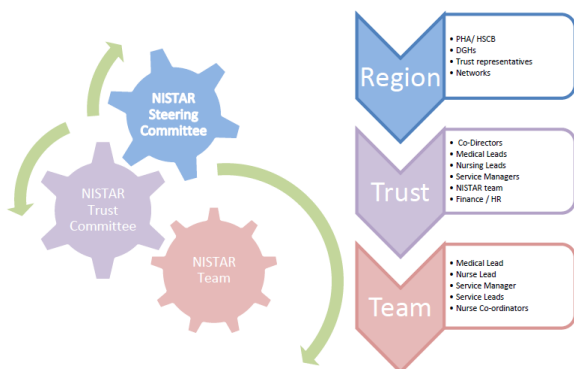 NISTAR
Steering
Committee
NISTAR
Trust
Committee
NISTAR
Team
Region
• PHA/ HSCB
• DGHs
• Trust representatives
• Networks
Trust
• Co-Directors
• Medical Leads
• Nursing Leads
• Service Managers
• NISTAR team
• Finance / HR
Team
• Medical Lead
• Nurse Lead
• Service Manager
• Service Leads
• Nurse Co-ordinators